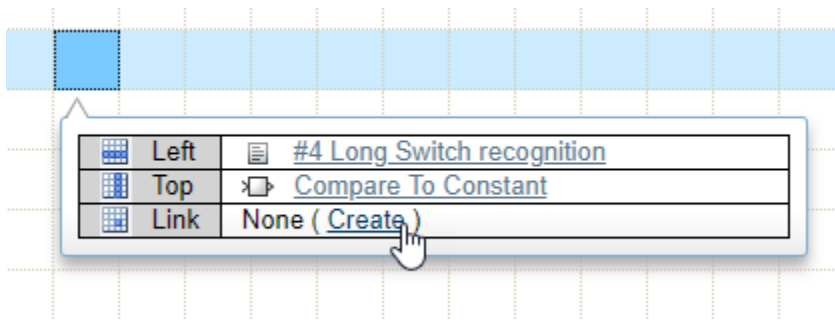 Left #4 Long Switch recognition
Top Compare To Constant
Link None ( Create )